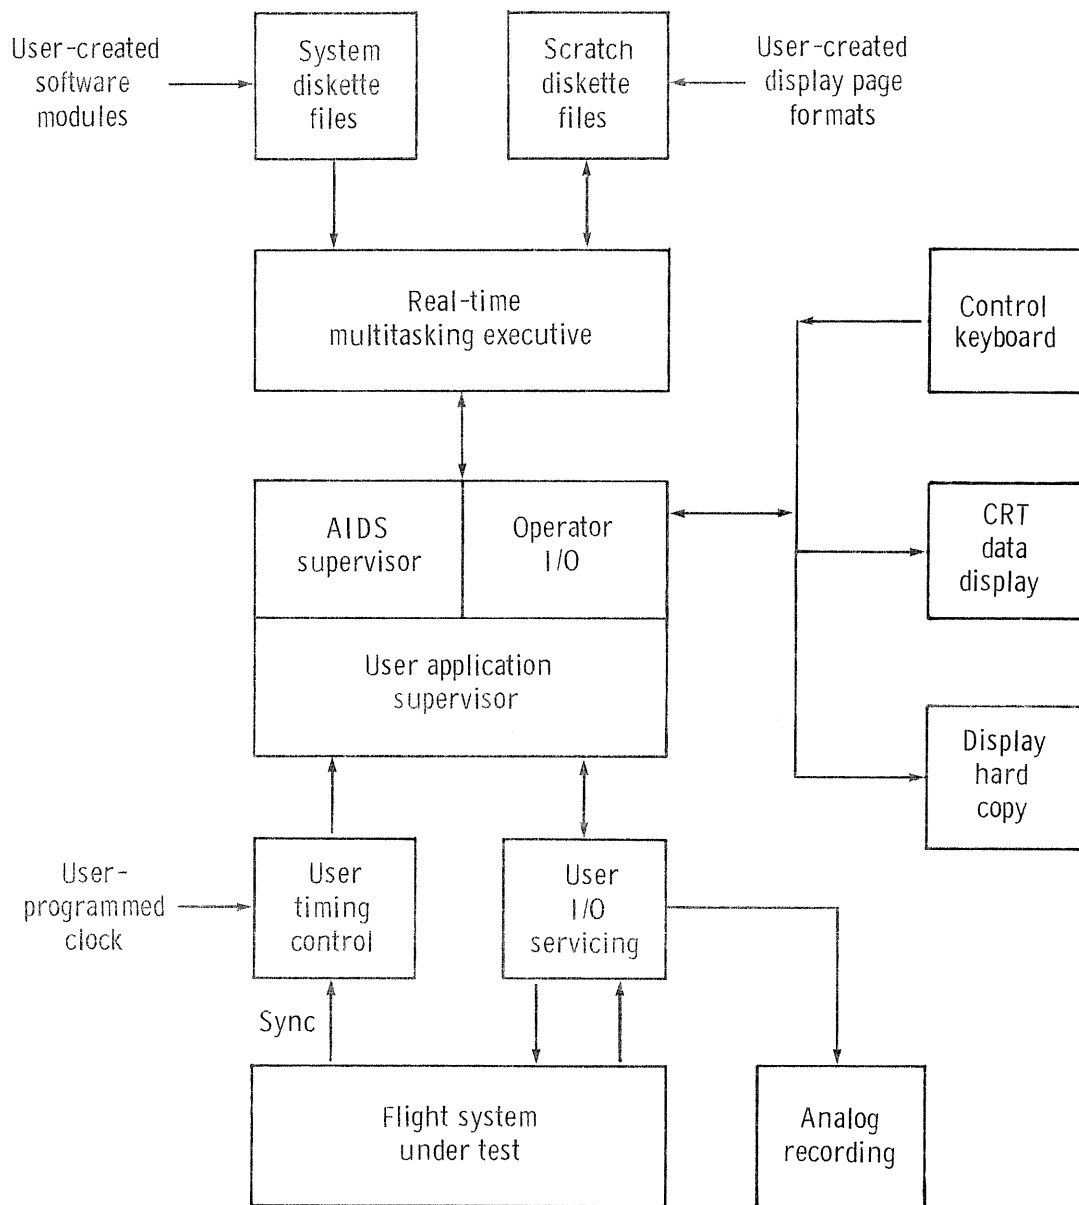 User-created
software
modules
System
diskette
files
Scratch
diskette
files
User-created
display page
formats
Real-time
multitasking executive
Control
keyboard
AIDS
supervisor
Operator
I/O
CRT
data
display
User application
supervisor
Display
hard
copy
User-
programmed
clock
User
timing
control
User
I/O
servicing
Sync
Flight system
under test
Analog
recording